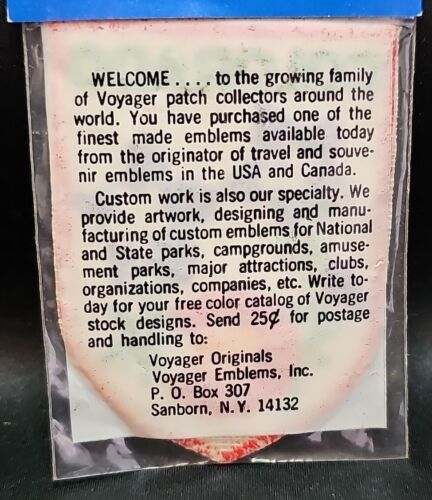 WELCOME.... to the growing family
of Voyager patch collectors around the
world. You have purchased one of the
finest made emblems available today
from the originator of travel and souve-
nir emblems in the USA and Canada.
Custom work is also our specialty. We
provide artwork, designing and manu-
facturing of custom emblems for National
and State parks, campgrounds, amuse-
ment parks, major attractions, clubs,
organizations, companies, etc. Write to-
day for your free color catalog of Voyager
stock designs. Send 25¢ for postage
and handling to:
Voyager Originals
Voyager Emblems, Inc.
P. O. Box 307
Sanborn, N.Y. 14132